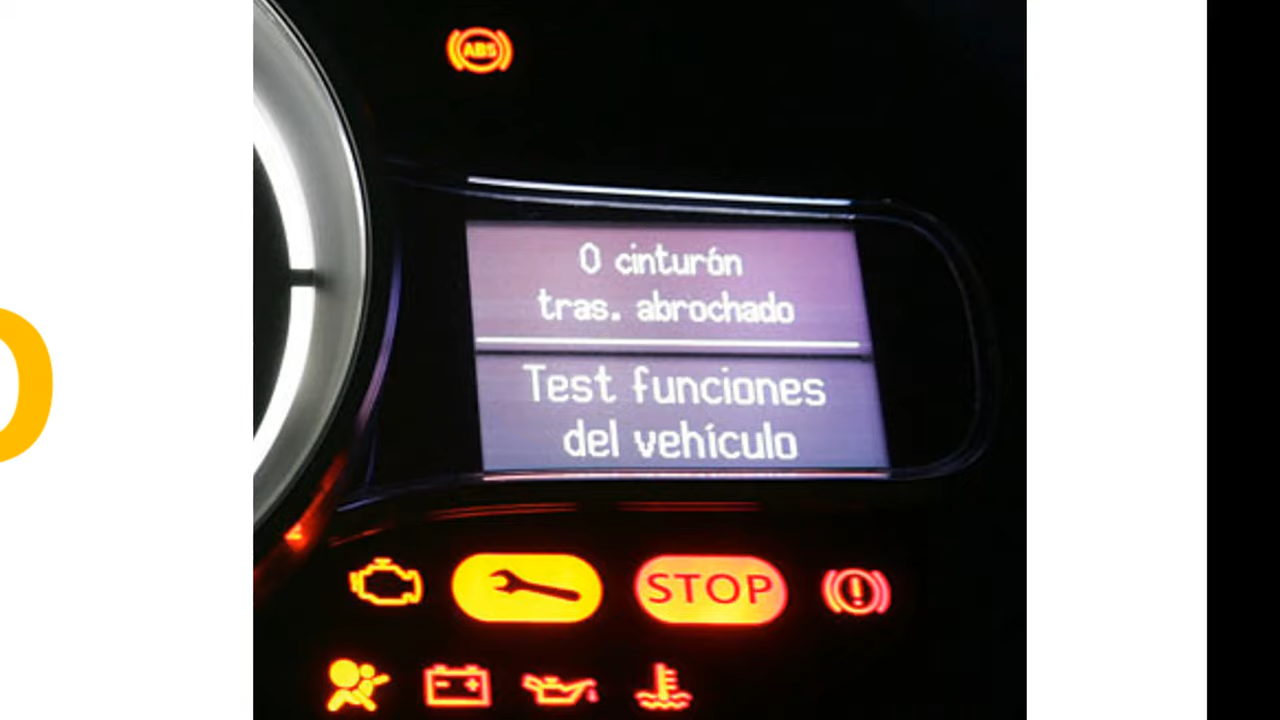 ABS
0 cinturón
tras. abrochado
Test funciones
del vehículo
STOP